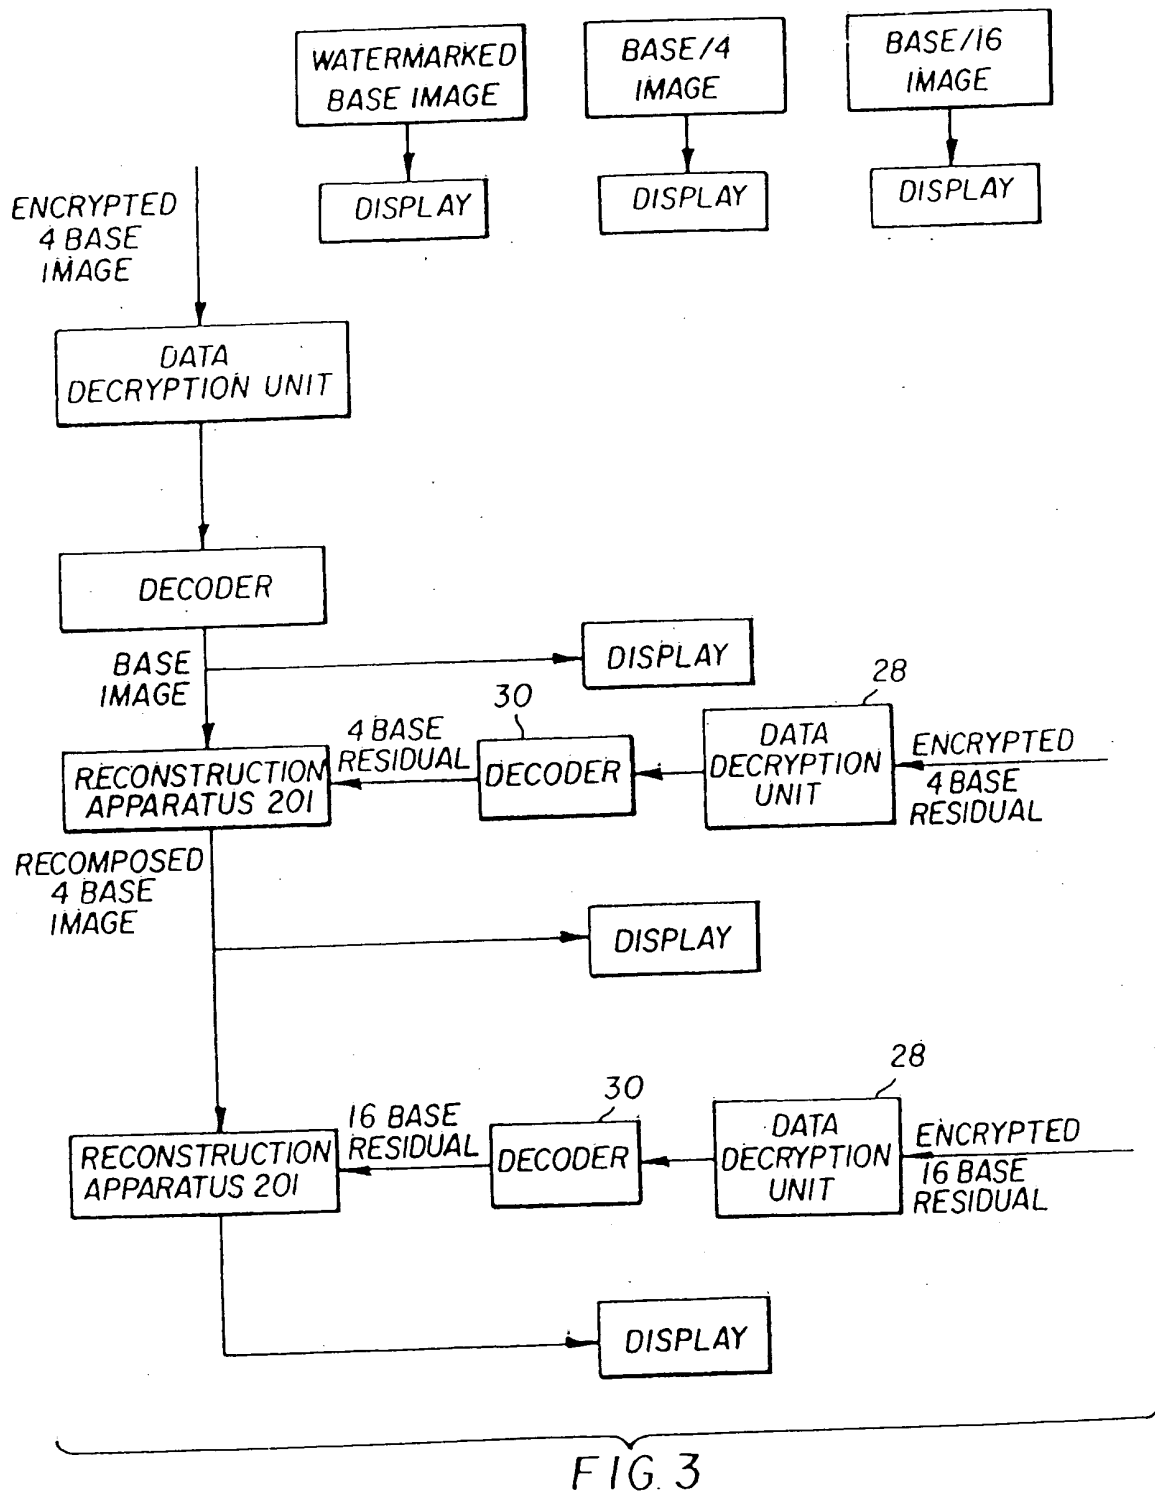 WATERMARKED
BASE IMAGE
BASE/4
IMAGE
BASE/16
IMAGE
DISPLAY
DISPLAY
DISPLAY
ENCRYPTED
4 BASE
IMAGE
DATA
DECRYPTION UNIT
DECODER
BASE
IMAGE
DISPLAY
RECONSTRUCTION
APPARATUS 201
4 BASE
RESIDUAL
30
DECODER
28
DATA
DECRYPTION
UNIT
ENCRYPTED
4 BASE
RESIDUAL
RECOMPOSED
4 BASE
IMAGE
DISPLAY
RECONSTRUCTION
APPARATUS 201
16 BASE
RESIDUAL
30
DECODER
28
DATA
DECRYPTION
UNIT
ENCRYPTED
16 BASE
RESIDUAL
DISPLAY
FIG. 3